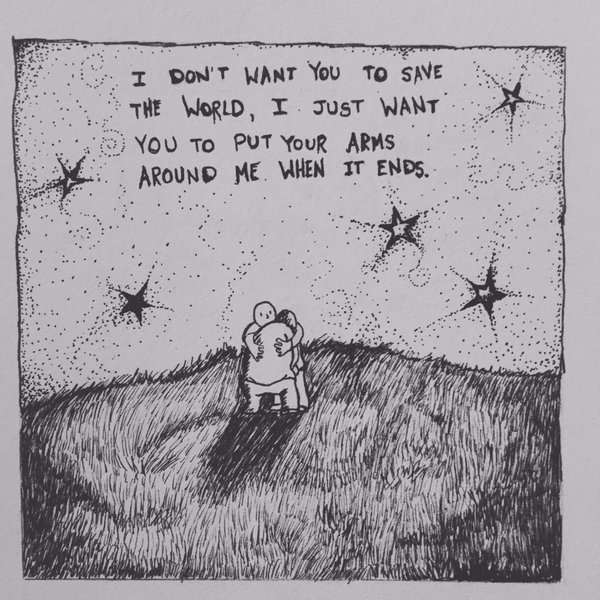 I DON'T WANT YOU TO SAVE
THE WORLD, I JUST WANT
YOU TO PUT YOUR ARMS
AROUND ME WHEN IT ENDS.